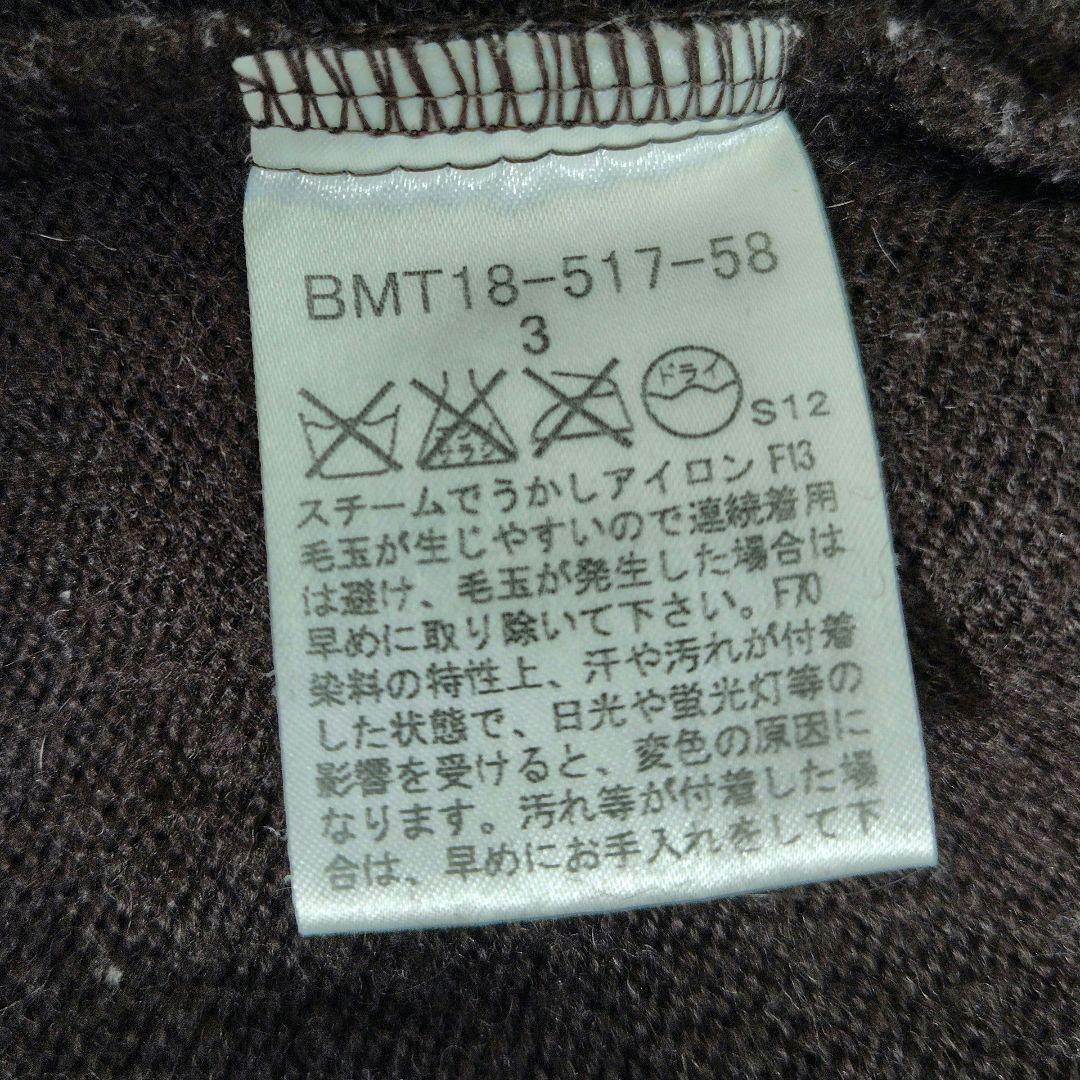 BMT18-517-58
3
エンソ
サラシ
ドライ
S12
スチームでうかしアイロン F13
毛玉が生じやすいので連続着用
は避け、毛玉が発生した場合は
早めに取り除いて下さい。F70
染料の特性上、汗や汚れが付着
した状態で、日光や蛍光灯等の
影響を受けると、変色の原因に
なります。汚れ等が付着した場
合は、早めにお手入れをして下